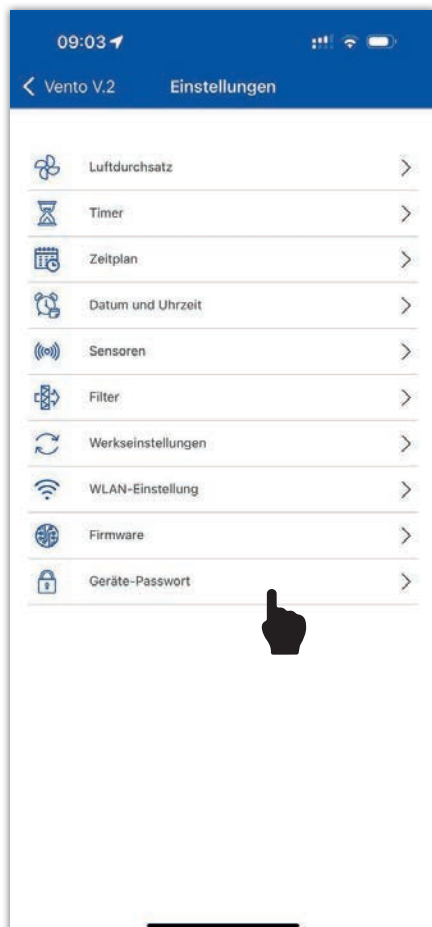 09:03
Vento V.2 Einstellungen
Luftdurchsatz
Timer
Zeitplan
Datum und Uhrzeit
Sensoren
Filter
Werkseinstellungen
WLAN-Einstellung
Firmware
Geräte-Passwort